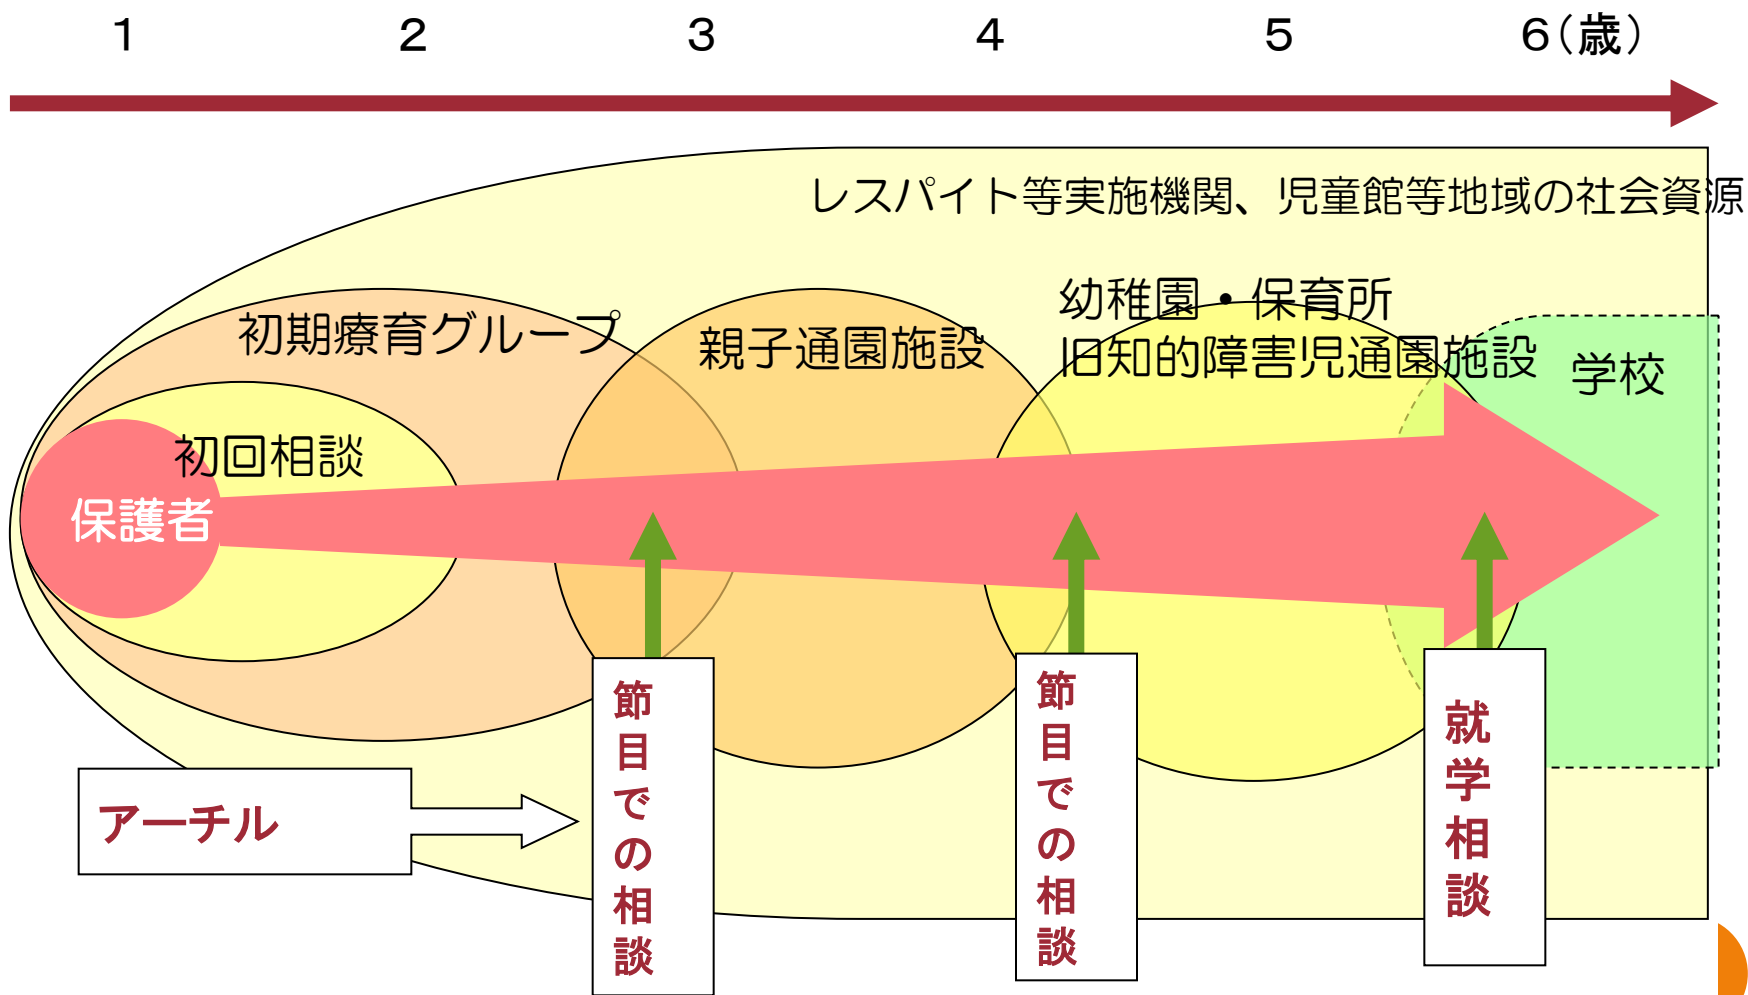 1 2 3 4 5 6（歳）
レスパイト等実施機関、児童館等地域の社会資源
初期療育グループ
親子通園施設
幼稚園・保育所
旧知的障害児通園施設
学校
初回相談
保護者
節目での相談
節目での相談
就学相談
アーチル